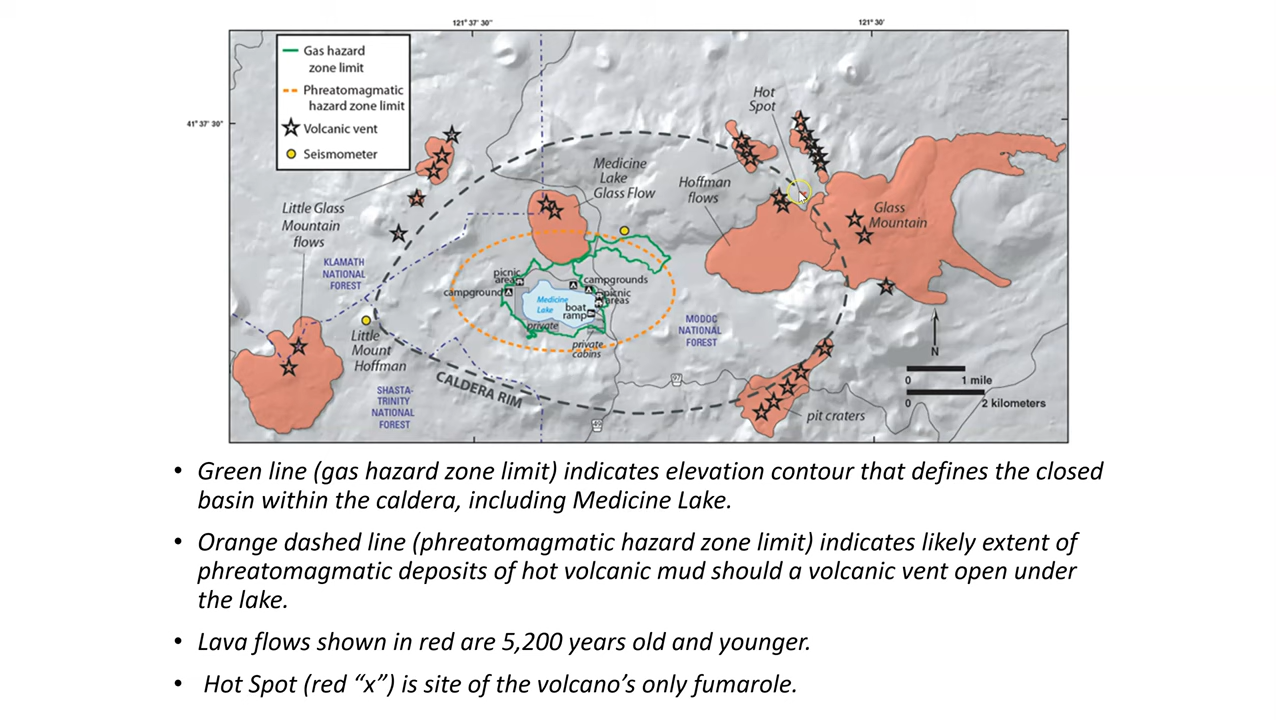 121° 37' 30"
121° 30'
41° 37' 30"
Gas hazard
zone limit
Phreatomagmatic
hazard zone limit
Volcanic vent
Seismometer
Hot
Spot
Medicine
Lake
Glass Flow
Hoffman
flows
Glass
Mountain
Little Glass
Mountain
flows
KLAMATH
NATIONAL
FOREST
picnic
area
campground
campgrounds
picnic
areas
Medicine
Lake
boat
ramp
private
private
cabins
MODOC
NATIONAL
FOREST
Little
Mount
Hoffman
SHASTA-
TRINITY
NATIONAL
FOREST
CALDERA RIM
97
49
pit craters
N
0 1 mile
0 2 kilometers
• Green line (gas hazard zone limit) indicates elevation contour that defines the closed
basin within the caldera, including Medicine Lake.
• Orange dashed line (phreatomagmatic hazard zone limit) indicates likely extent of
phreatomagmatic deposits of hot volcanic mud should a volcanic vent open under
the lake.
• Lava flows shown in red are 5,200 years old and younger.
• Hot Spot (red “x”) is site of the volcano’s only fumarole.